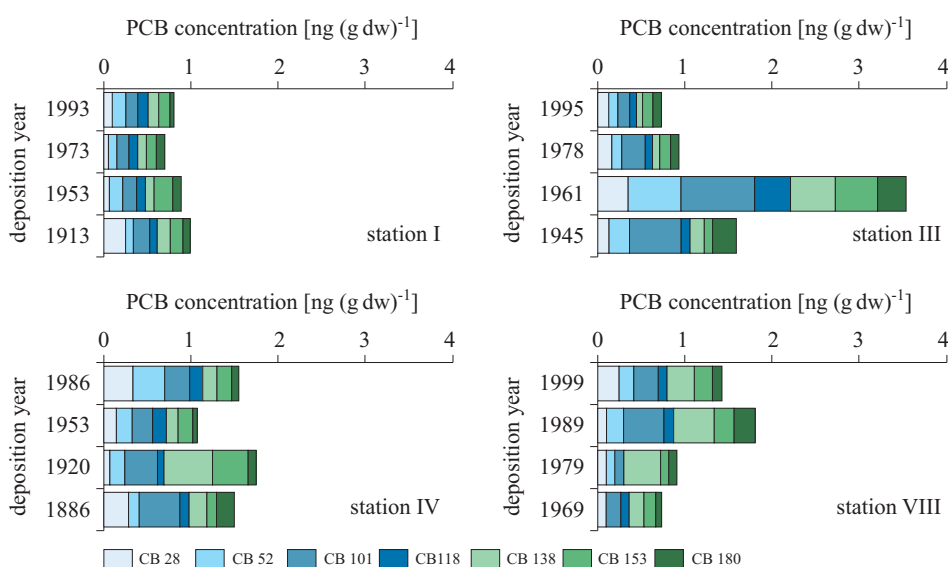 PCB concentration [ng (g dw)-1]
0 1 2 3 4
deposition year
1993
1973
1953
1913
station I
PCB concentration [ng (g dw)-1]
0 1 2 3 4
deposition year
1995
1978
1961
1945
station III
PCB concentration [ng (g dw)-1]
0 1 2 3 4
deposition year
1986
1953
1920
1886
station IV
PCB concentration [ng (g dw)-1]
0 1 2 3 4
deposition year
1999
1989
1979
1969
station VIII
CB 28 CB 52 CB 101 CB118 CB 138 CB 153 CB 180